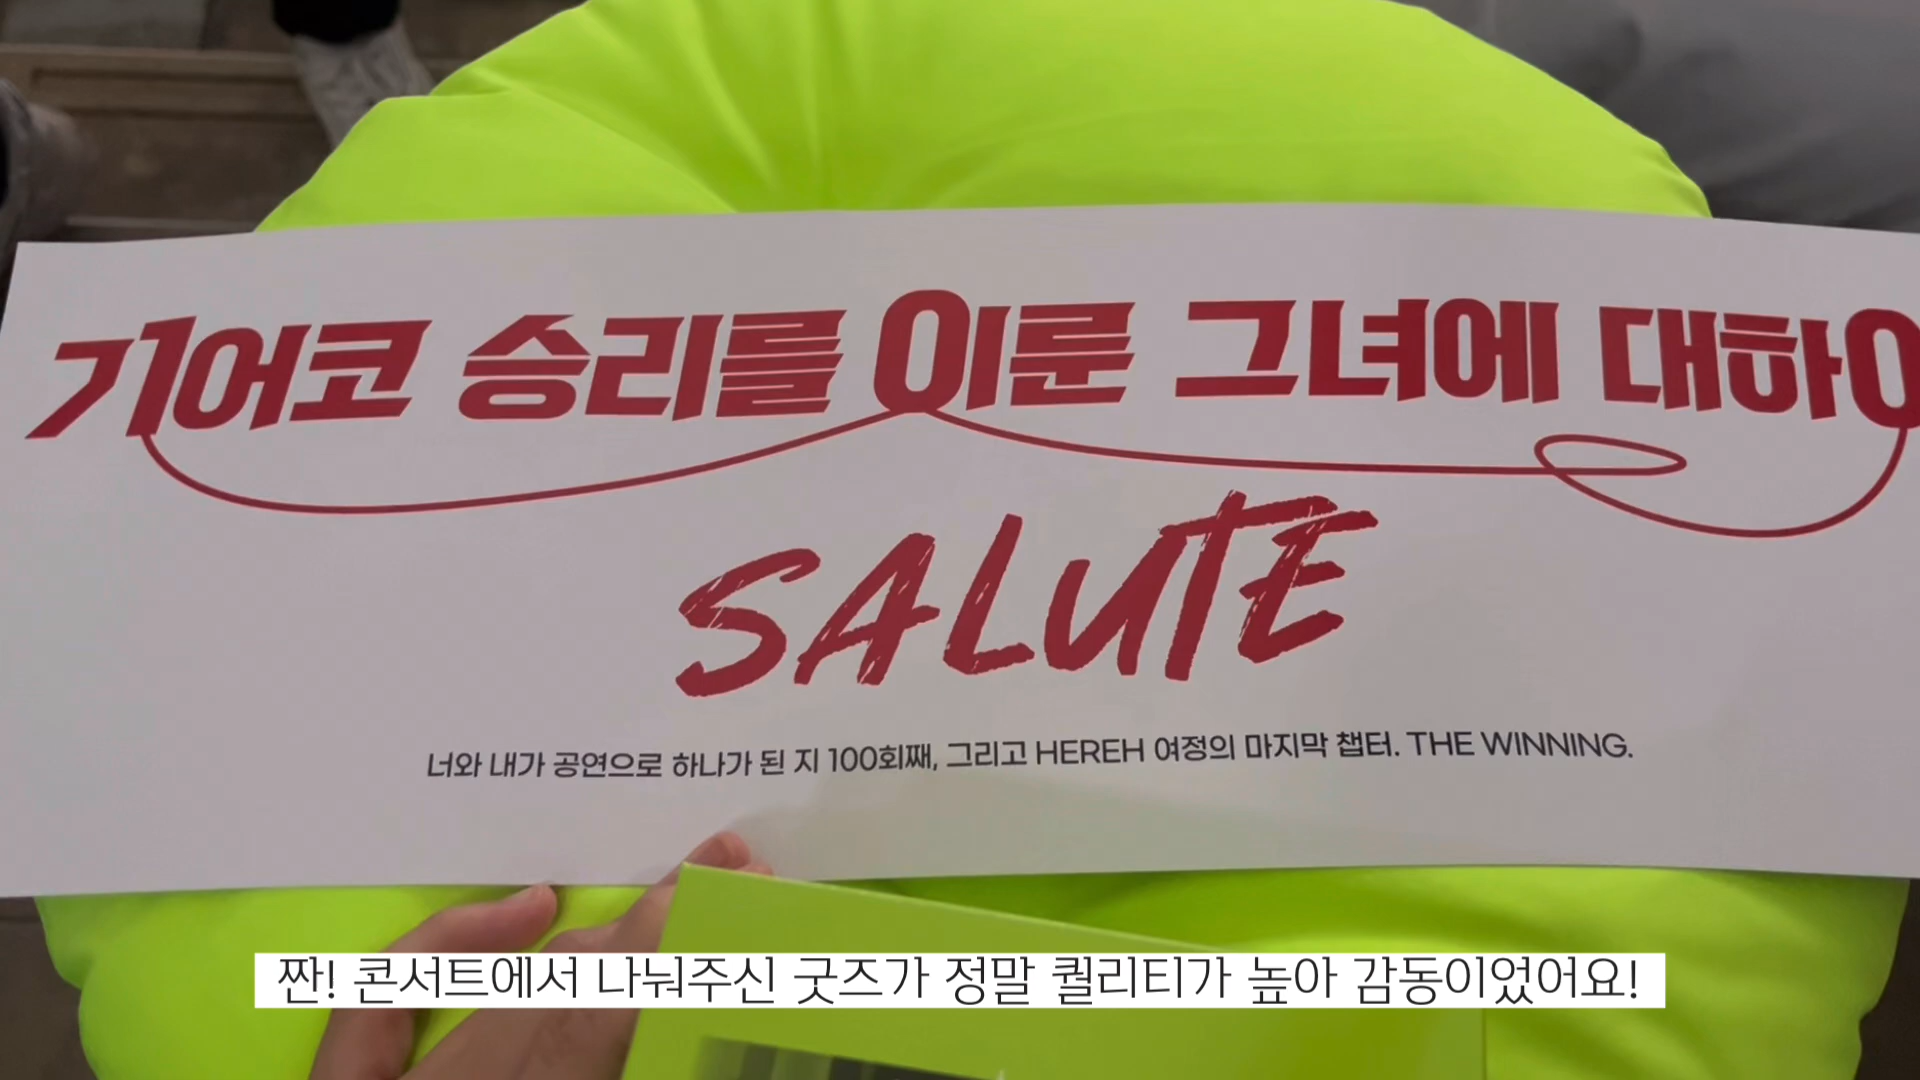 기어코 승리를 이룬 그녀에 대하여
SALUTE
너와 내가 공연으로 하나가 된 지 100회째, 그리고 HEREH 여정의 마지막 챕터. THE WINNING.
짠! 콘서트에서 나눠주신 굿즈가 정말 퀄리티가 높아 감동이었어요!